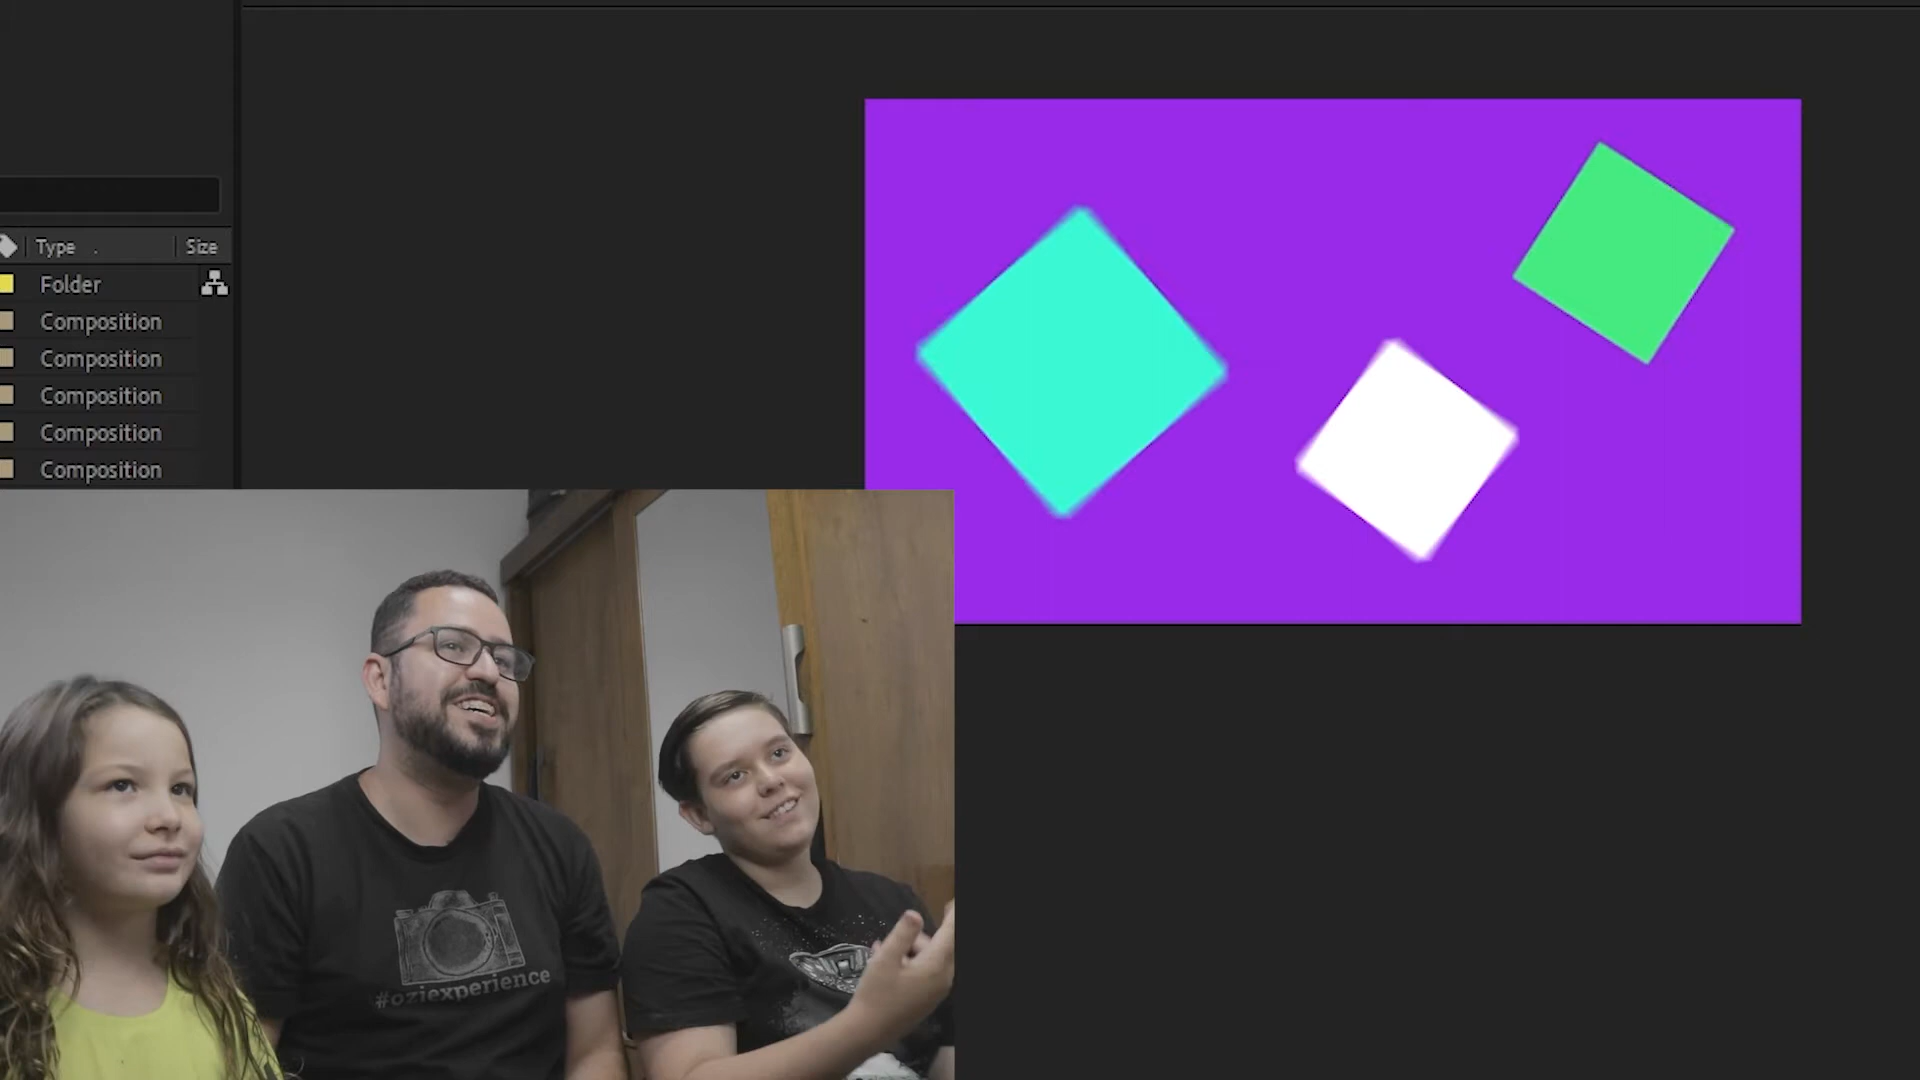 Type
Size
Folder
Composition
Composition
Composition
Composition
Composition
#oziexperience